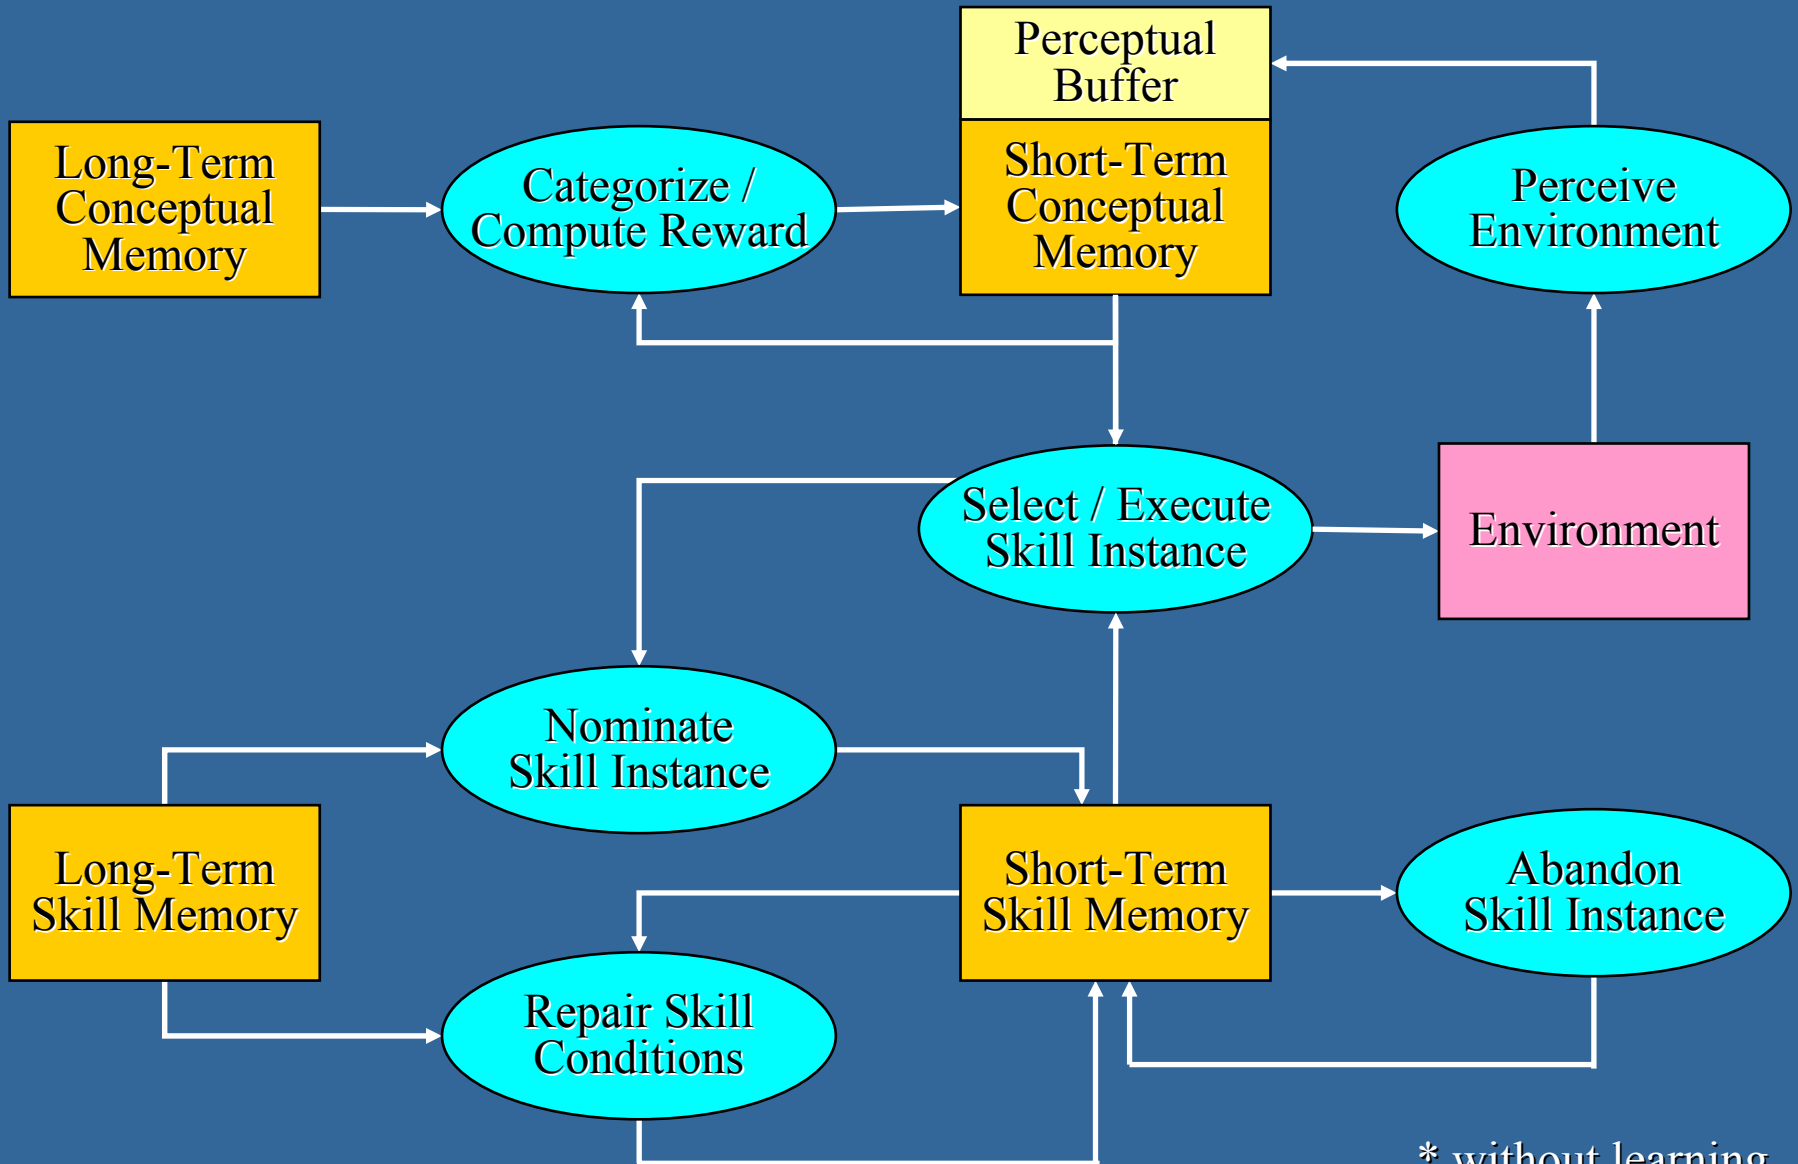 Perceptual
Buffer
Long-Term
Conceptual
Memory
Categorize /
Compute Reward
Short-Term
Conceptual
Memory
Perceive
Environment
Select / Execute
Skill Instance
Environment
Nominate
Skill Instance
Long-Term
Skill Memory
Short-Term
Skill Memory
Abandon
Skill Instance
Repair Skill
Conditions
* without learning